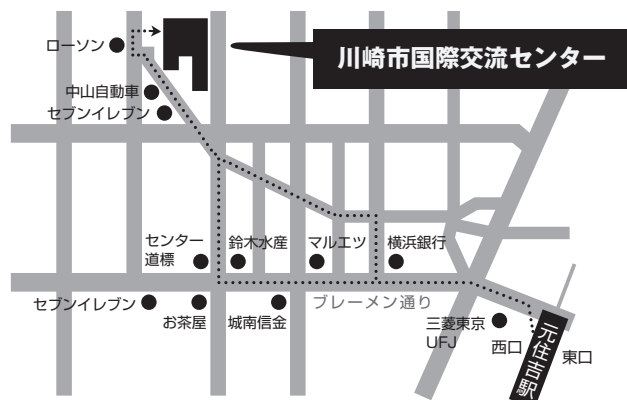 川崎市国際交流センター
ローソン
中山自動車
セブンイレブン
センター
道標
鈴木水産
マルエツ
横浜銀行
セブンイレブン
お茶屋
城南信金
ブレーメン通り
三菱東京
UFJ
西口
元住吉駅
東口